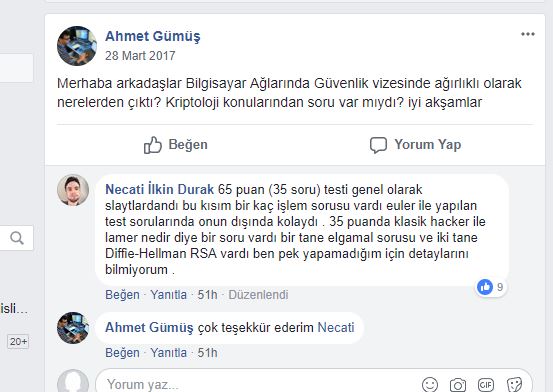 Ahmet Gümüş
28 Mart 2017
Merhaba arkadaşlar Bilgisayar Ağlarında Güvenlik vizesinde ağırlıklı olarak
nerelerden çıktı? Kriptoloji konularından soru var mıydı? iyi akşamlar
Beğen
Yorum Yap
Necati İlkin Durak 65 puan (35 soru) testi genel olarak
slaytlardandı bu kısım bir kaç işlem sorusu vardı euler ile yapılan
test sorularında onun dışında kolaydı . 35 puanda klasik hacker ile
lamer nedir diye bir soru vardı bir tane elgamal sorusu ve iki tane
Diffie-Hellman RSA vardı ben pek yapamadığım için detaylarını
bilmiyorum .
9
Beğen · Yanıtla · 51h · Düzenlendi
Ahmet Gümüş çok teşekkür ederim Necati
Beğen · Yanıtla · 51h
isli...
20+
Yorum yaz...
GIF